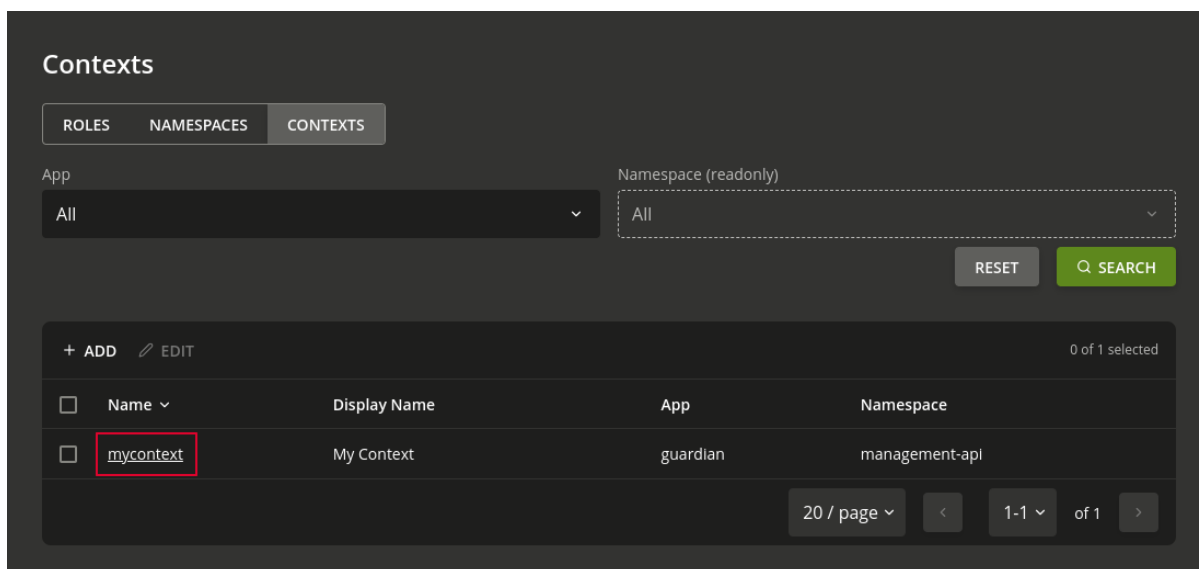 Contexts
ROLES NAMESPACES CONTEXTS
App Namespace (readonly)
All All
RESET SEARCH
+ ADD EDIT 0 of 1 selected
Name Display Name App Namespace
mycontext My Context guardian management-api
20 / page 1-1 of 1